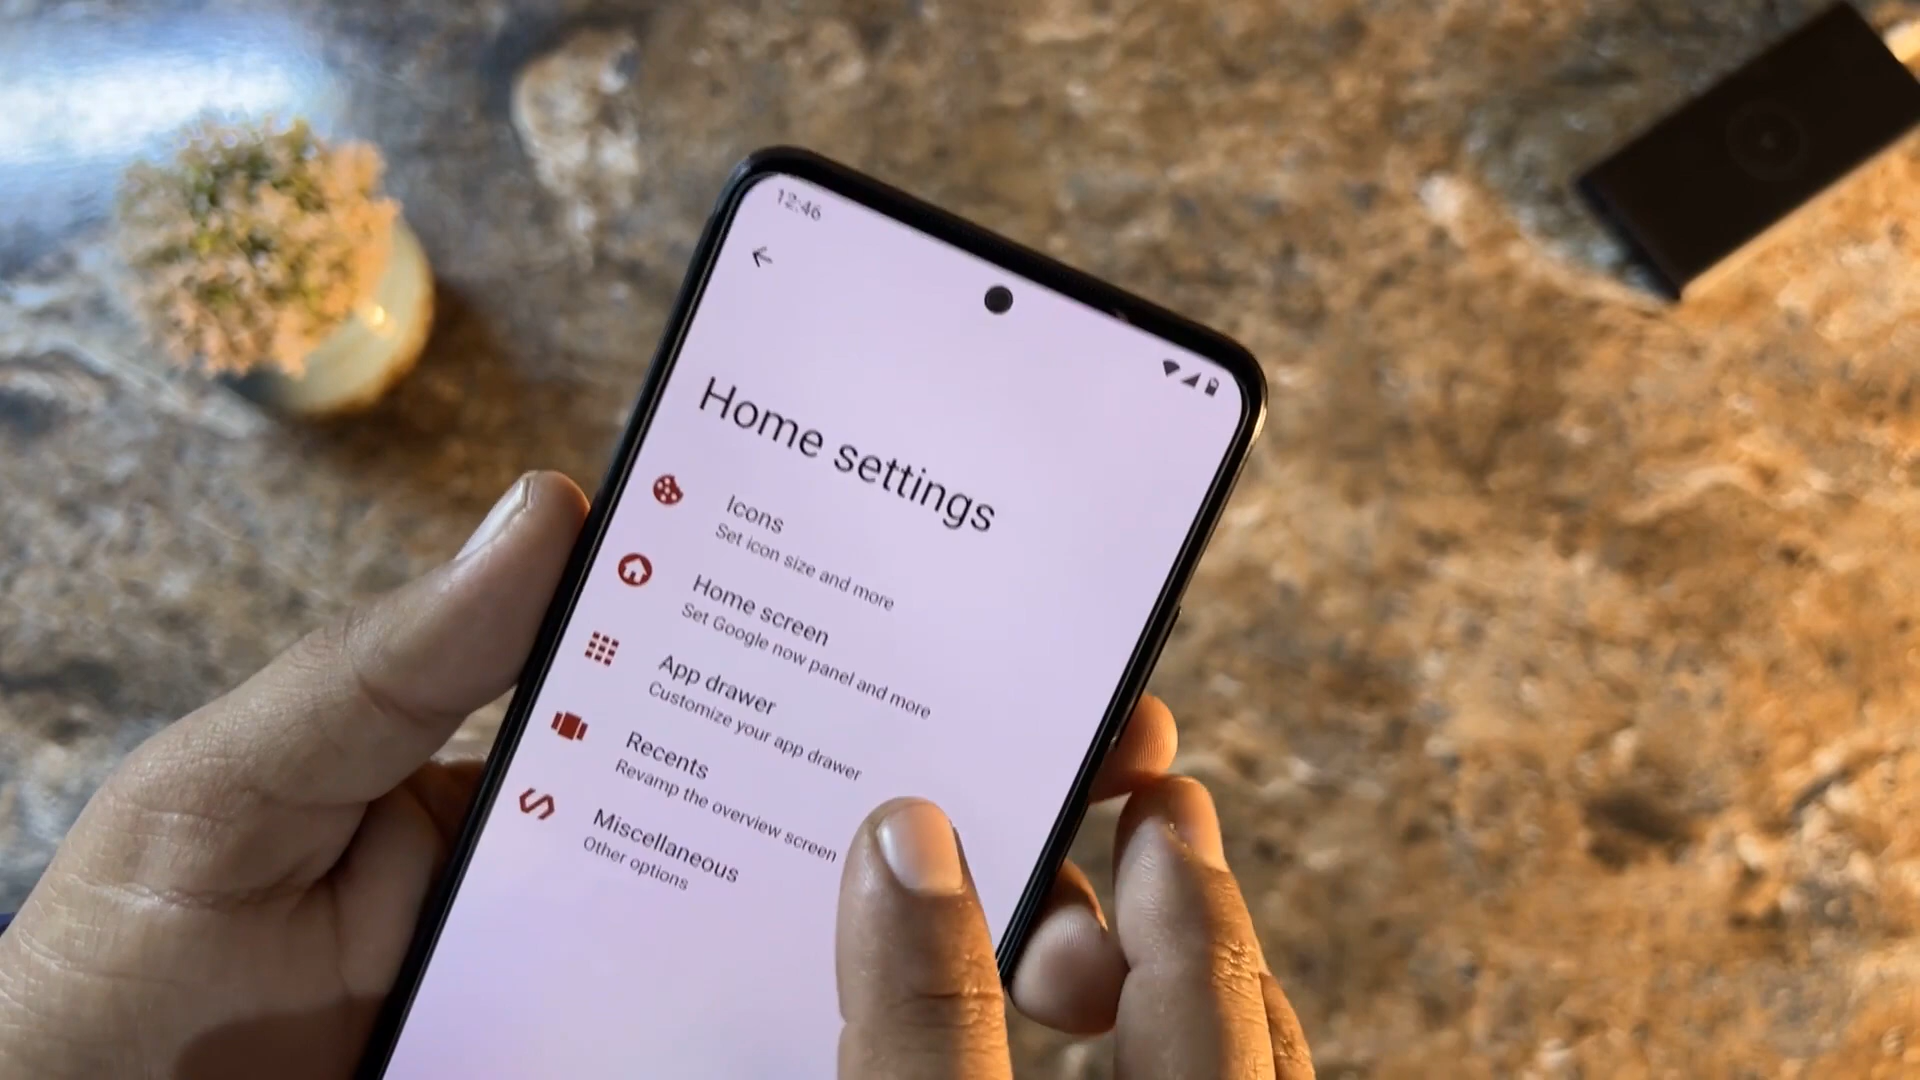 12:46
Home settings
Icons
Set icon size and more
Home screen
Set Google now panel and more
App drawer
Customize your app drawer
Recents
Revamp the overview screen
Miscellaneous
Other options